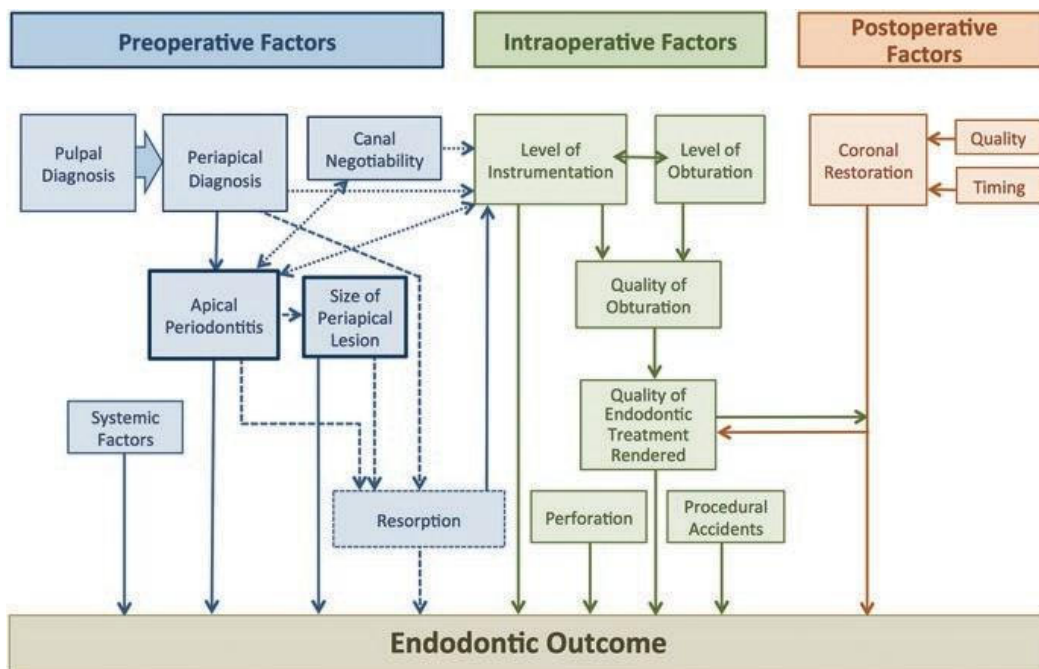 Preoperative Factors
Intraoperative Factors
Postoperative
Factors
Pulpal
Diagnosis
Periapical
Diagnosis
Canal
Negotiability
Level of
Instrumentation
Level of
Obturation
Coronal
Restoration
Quality
Timing
Apical
Periodontitis
Size of
Periapical
Lesion
Quality of
Obturation
Systemic
Factors
Quality of
Endodontic
Treatment
Rendered
Resorption
Perforation
Procedural
Accidents
Endodontic Outcome